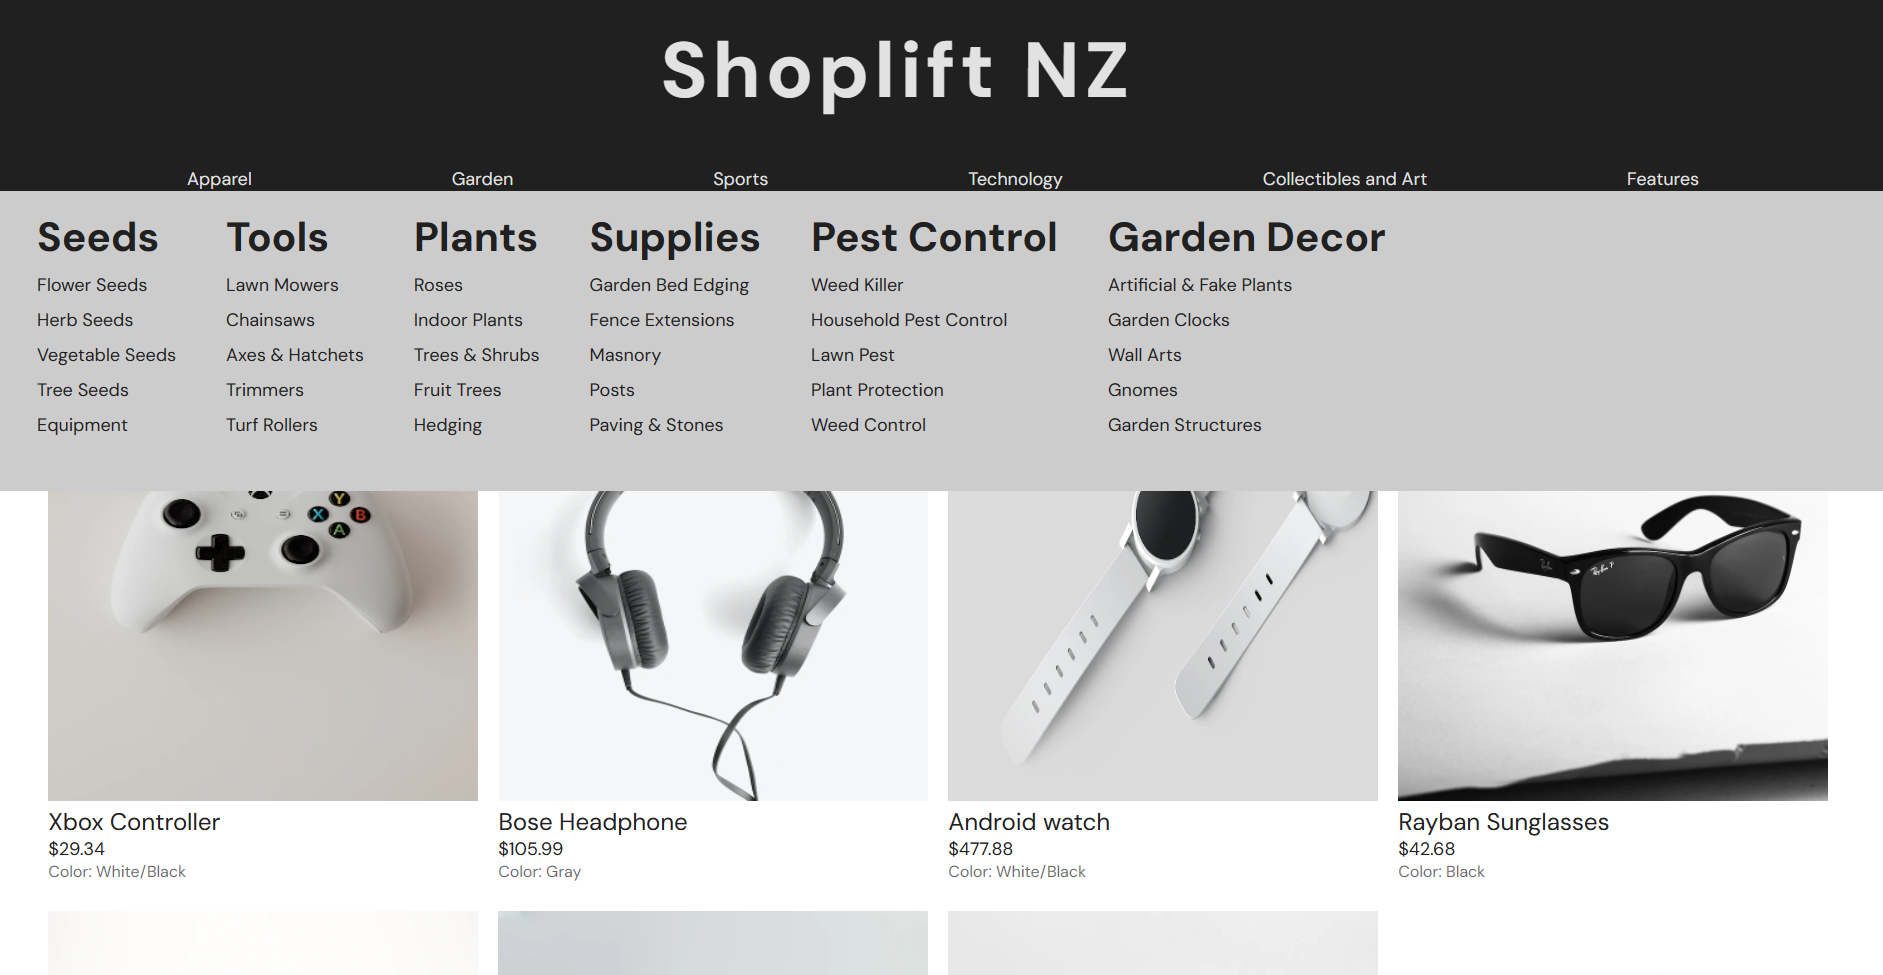 Shoplift NZ
Apparel Garden Sports Technology Collectibles and Art Features
Seeds
Flower Seeds
Herb Seeds
Vegetable Seeds
Tree Seeds
Equipment
Tools
Lawn Mowers
Chainsaws
Axes & Hatchets
Trimmers
Turf Rollers
Plants
Roses
Indoor Plants
Trees & Shrubs
Fruit Trees
Hedging
Supplies
Garden Bed Edging
Fence Extensions
Masnory
Posts
Paving & Stones
Pest Control
Weed Killer
Household Pest Control
Lawn Pest
Plant Protection
Weed Control
Garden Decor
Artificial & Fake Plants
Garden Clocks
Wall Arts
Gnomes
Garden Structures
Y
X B
A
Ray-Ban P
Xbox Controller
$29.34
Color: White/Black
Bose Headphone
$105.99
Color: Gray
Android watch
$477.88
Color: White/Black
Rayban Sunglasses
$42.68
Color: Black